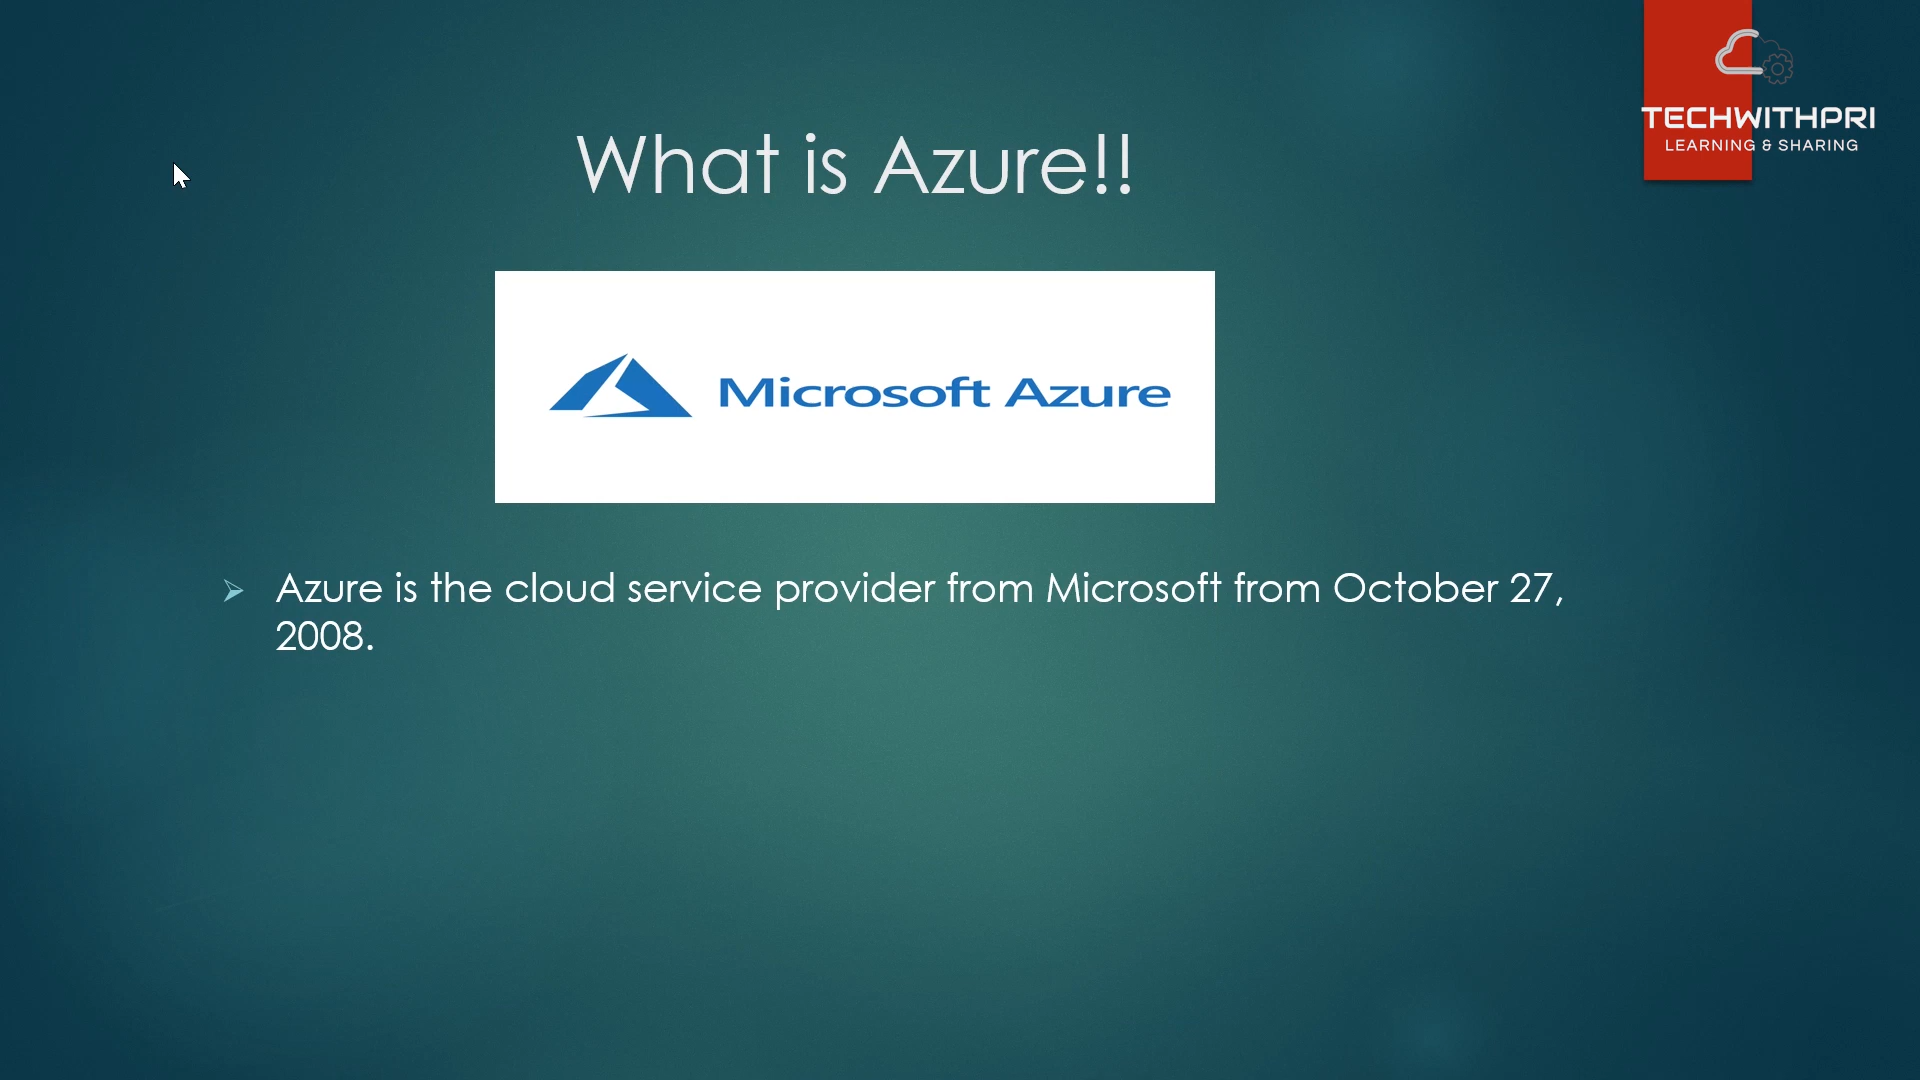 TECHWITHPRI
LEARNING & SHARING
What is Azure!!
Microsoft Azure
Azure is the cloud service provider from Microsoft from October 27,
2008.